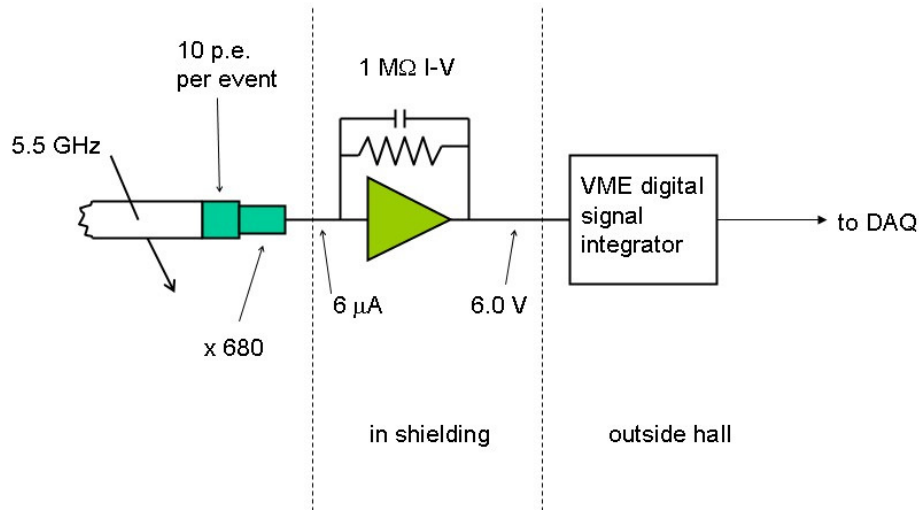 10 p.e.
per event
1 MΩ I-V
5.5 GHz
VME digital
signal
integrator
to DAQ
6 μA
6.0 V
x 680
in shielding
outside hall